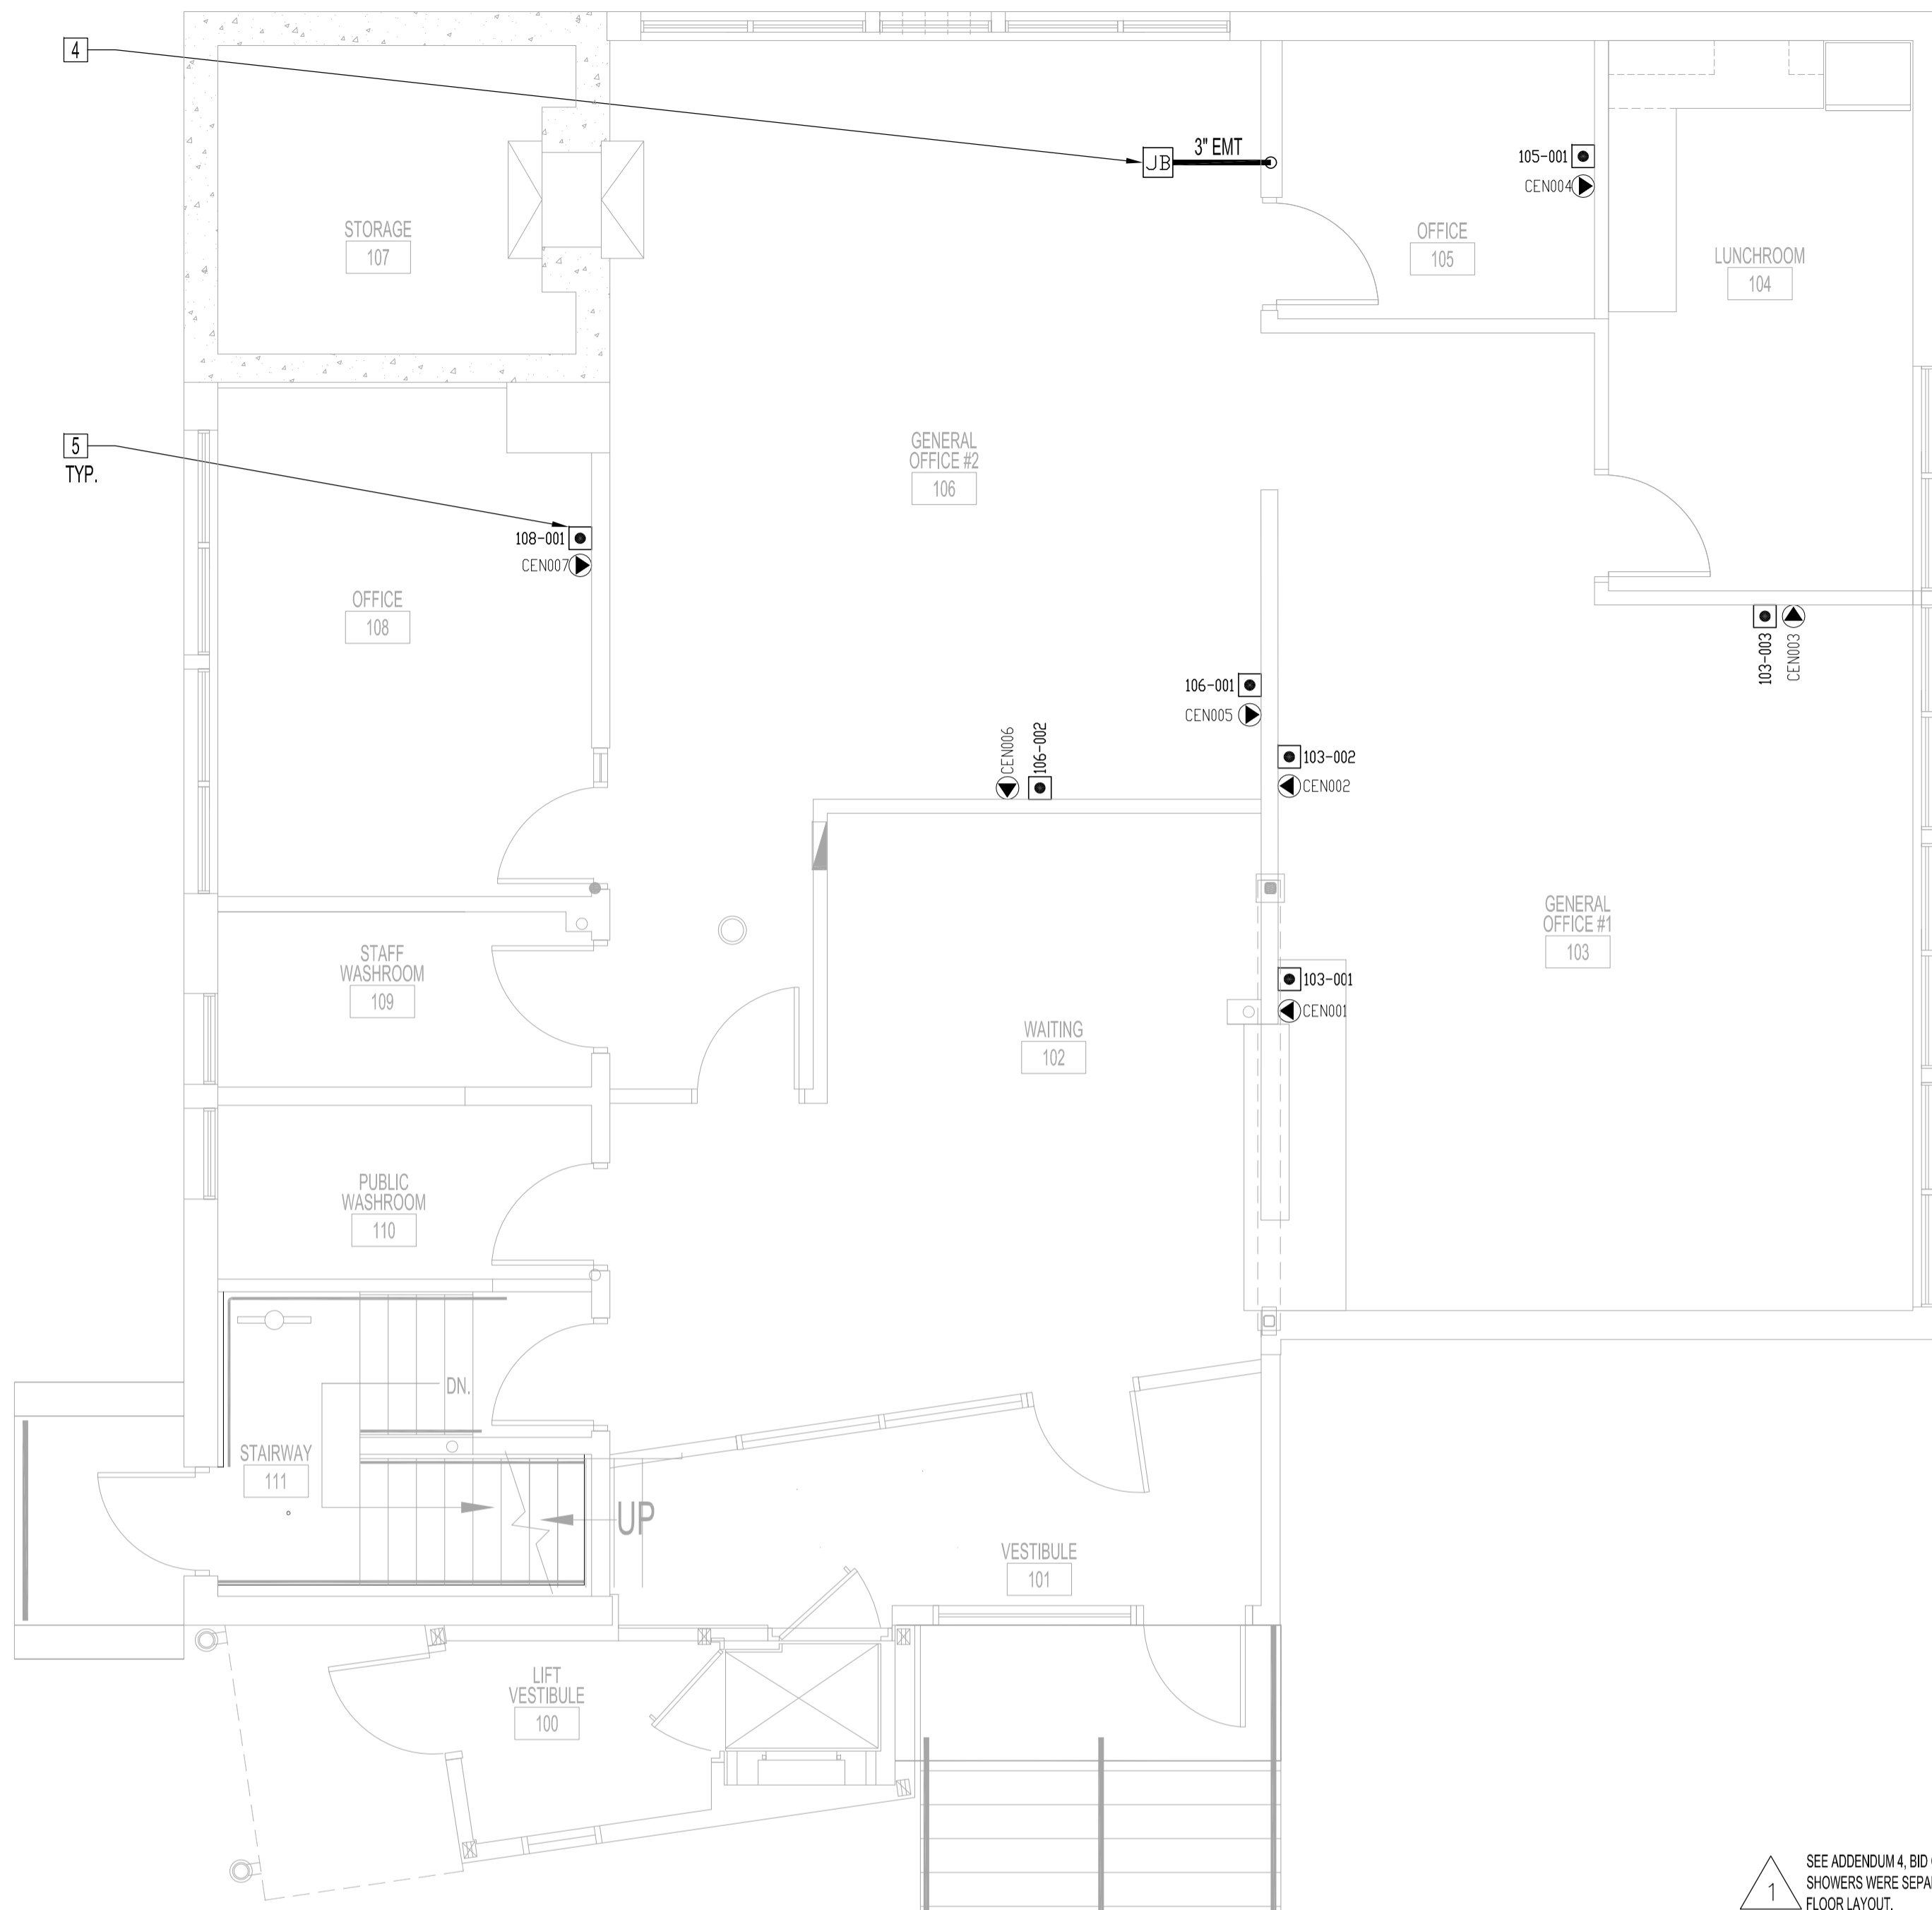 4
3" EMT
JB
105-001
CEN004
STORAGE
107
OFFICE
105
LUNCHROOM
104
5
TYP.
GENERAL
OFFICE #2
106
108-001
CEN007
OFFICE
108
103-003
CEN003
106-001
CEN005
CEN006
106-002
103-002
CEN002
GENERAL
OFFICE #1
103
STAFF
WASHROOM
109
103-001
CEN001
WAITING
102
PUBLIC
WASHROOM
110
DN.
STAIRWAY
111
UP
VESTIBULE
101
LIFT
VESTIBULE
100
1
SEE ADDENDUM 4, BID
SHOWERS WERE
FLOOR LAYOUT.